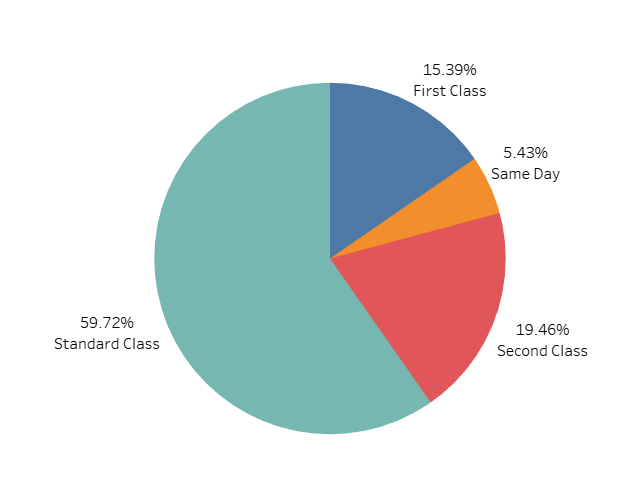 15.39%
First Class
5.43%
Same Day
59.72%
Standard Class
19.46%
Second Class